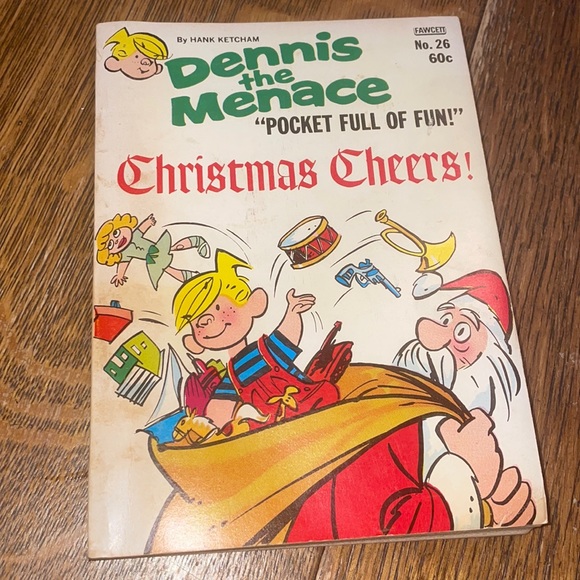 By HANK KETCHAM
FAWCETT
Dennis
No. 26
the
60c
Menace
"POCKET FULL OF FUN!"
Christmas Cheers!